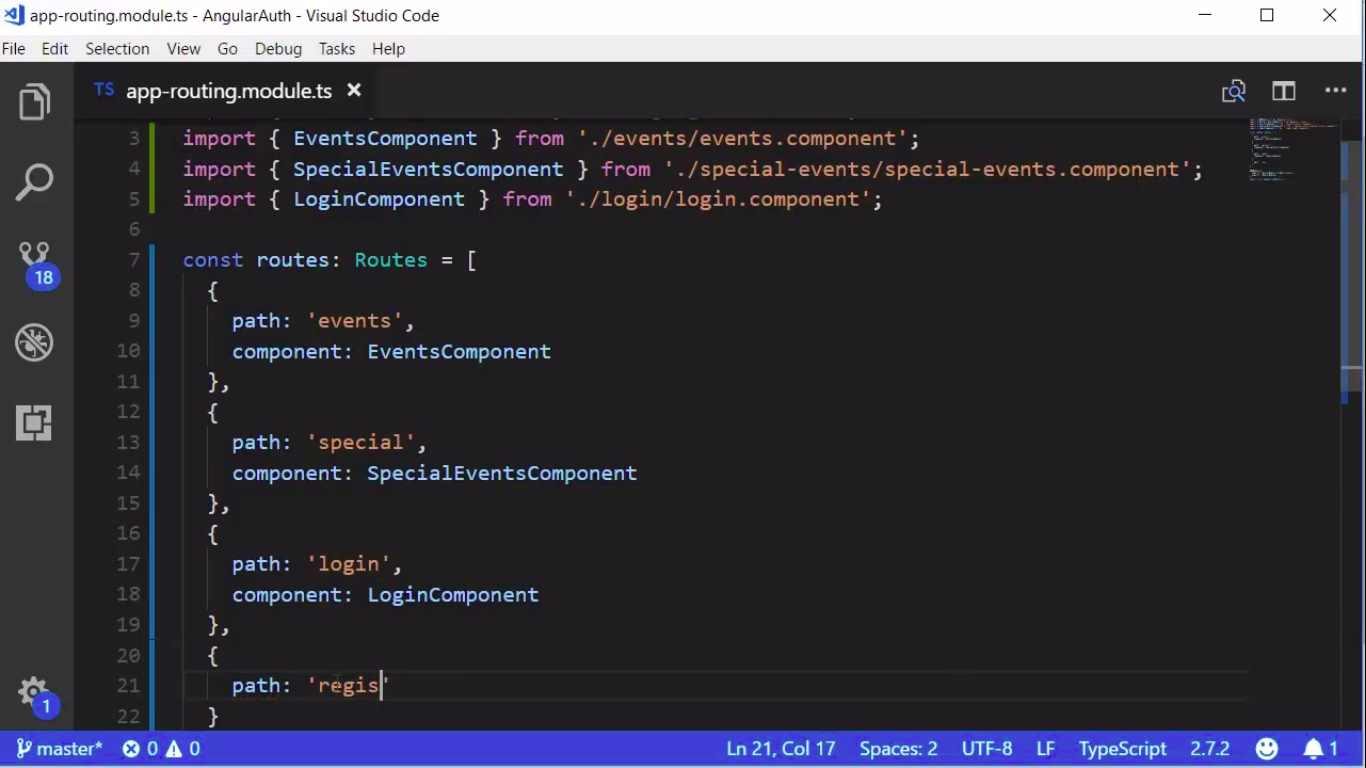 app-routing.module.ts - AngularAuth - Visual Studio Code
File Edit Selection View Go Debug Tasks Help
TS app-routing.module.ts
3 import { EventsComponent } from './events/events.component';
4 import { SpecialEventsComponent } from './special-events/special-events.component';
5 import { LoginComponent } from './login/login.component';
6
7 const routes: Routes = [
8 {
9 path: 'events',
10 component: EventsComponent
11 },
12 {
13 path: 'special',
14 component: SpecialEventsComponent
15 },
16 {
17 path: 'login',
18 component: LoginComponent
19 },
20 {
21 path: 'regis'
22 }
18
1
master* 0 0 Ln 21, Col 17 Spaces: 2 UTF-8 LF TypeScript 2.7.2 1